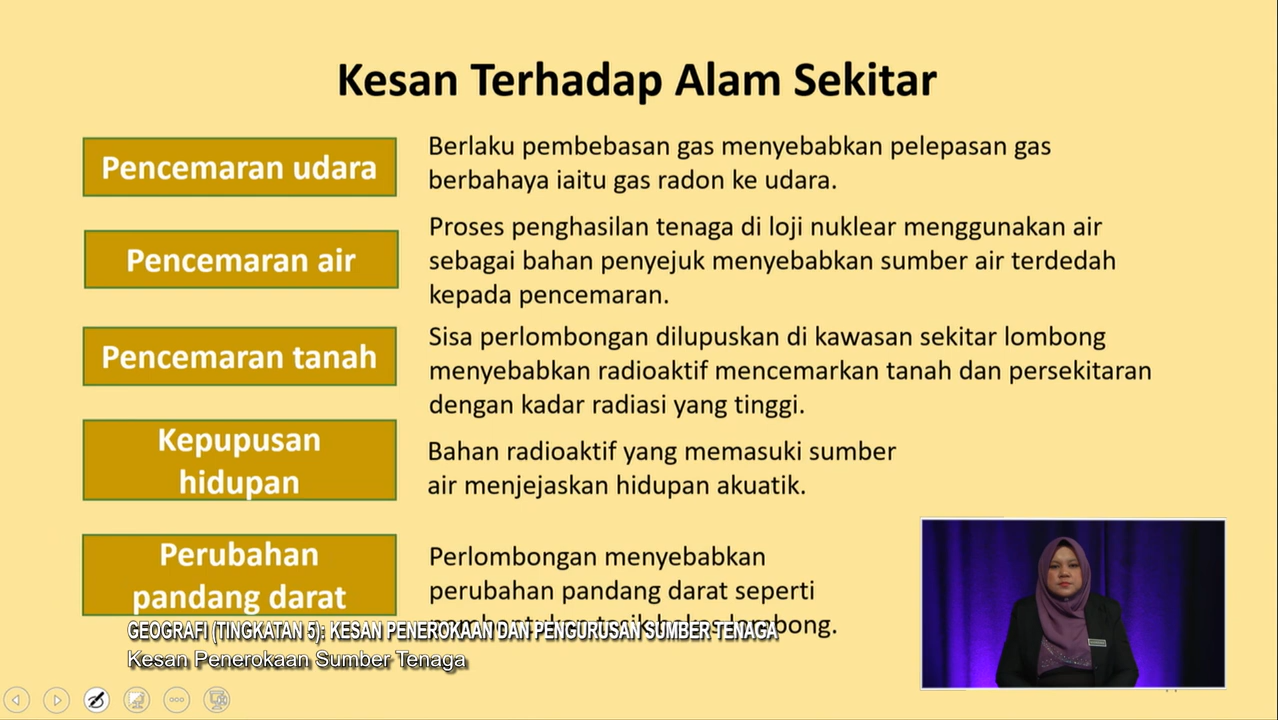 Kesan Terhadap Alam Sekitar
Pencemaran udara
Berlaku pembebasan gas menyebabkan pelepasan gas
berbahaya iaitu gas radon ke udara.
Pencemaran air
Proses penghasilan tenaga di loji nuklear menggunakan air
sebagai bahan penyejuk menyebabkan sumber air terdedah
kepada pencemaran.
Pencemaran tanah
Sisa perlombongan dilupuskan di kawasan sekitar lombong
menyebabkan radioaktif mencemarkan tanah dan persekitaran
dengan kadar radiasi yang tinggi.
Kepupusan
hidupan
Bahan radioaktif yang memasuki sumber
air menjejaskan hidupan akuatik.
Perubahan
pandang darat
Perlombongan menyebabkan
perubahan pandang darat seperti
lombong.
GEOGRAFI (TINGKATAN 5): KESAN PENEROKAAN DAN PENGURUSAN SUMBER TENAGA
Kesan Penerokaan Sumber Tenaga